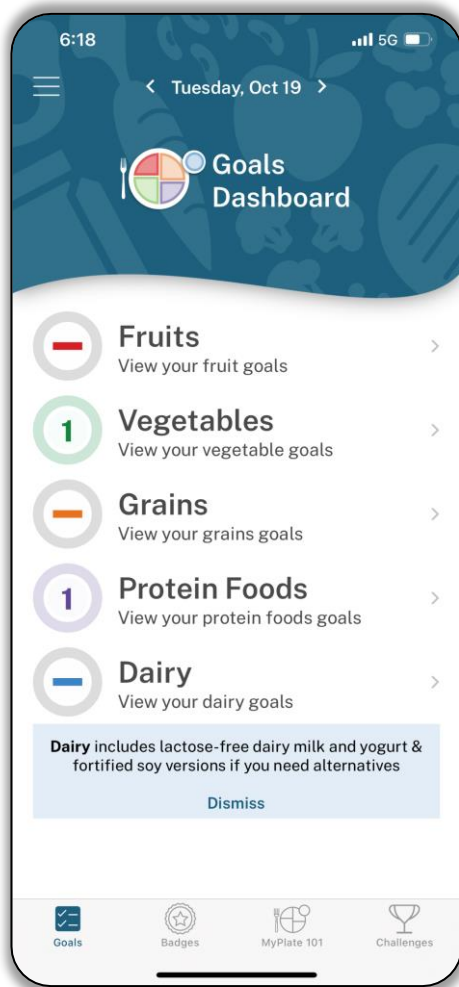 6:18
5G
Tuesday, Oct 19
Goals
Dashboard
Fruits
View your fruit goals
1
Vegetables
View your vegetable goals
Grains
View your grains goals
1
Protein Foods
View your protein foods goals
Dairy
View your dairy goals
Dairy includes lactose-free dairy milk and yogurt &
fortified soy versions if you need alternatives
Dismiss
Goals
Badges
MyPlate 101
Challenges